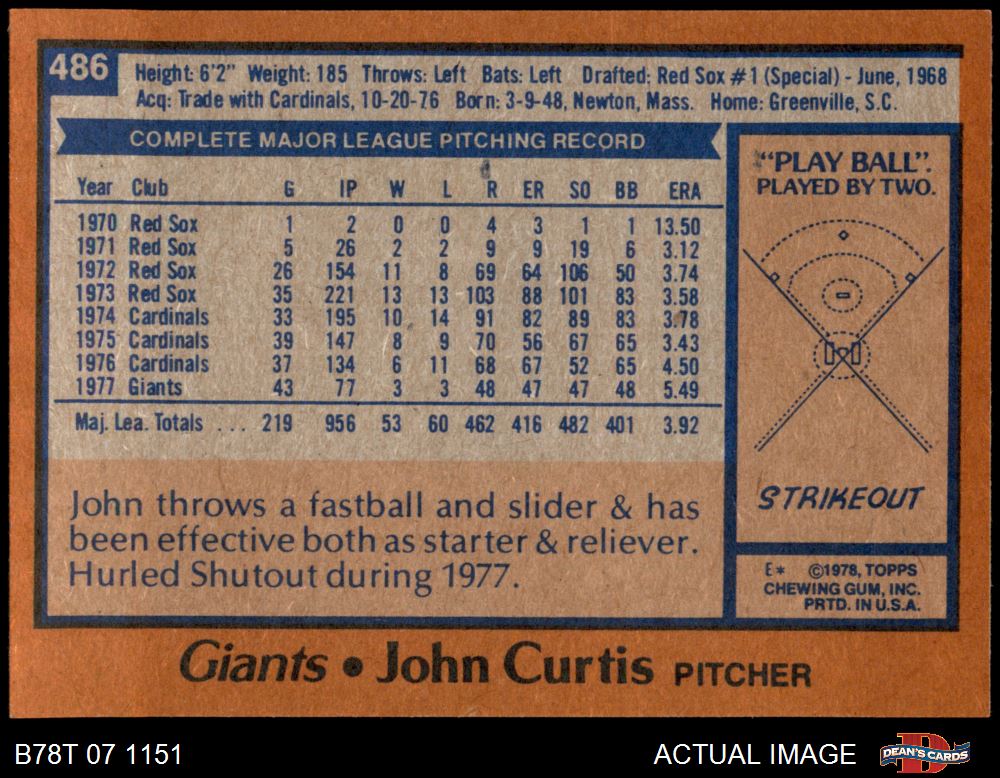 486
Height: 6'2" Weight: 185 Throws: Left Bats: Left Drafted: Red Sox #1 (Special) - June, 1968
Acq: Trade with Cardinals, 10-20-76 Born: 3-9-48, Newton, Mass. Home: Greenville, S.C.
COMPLETE MAJOR LEAGUE PITCHING RECORD
Year Club G IP W L R ER SO BB ERA
1970 Red Sox 1 2 0 0 4 3 1 1 13.50
1971 Red Sox 5 26 2 2 9 9 19 6 3.12
1972 Red Sox 26 154 11 8 69 64 106 50 3.74
1973 Red Sox 35 221 13 13 103 88 101 83 3.58
1974 Cardinals 33 195 10 14 91 82 89 83 3.78
1975 Cardinals 39 147 8 9 70 56 67 65 3.43
1976 Cardinals 37 134 6 11 68 67 52 65 4.50
1977 Giants 43 77 3 3 48 47 47 48 5.49
Maj. Lea. Totals ... 219 956 53 60 462 416 482 401 3.92
John throws a fastball and slider & has
been effective both as starter & reliever.
Hurled Shutout during 1977.
"PLAY BALL".
PLAYED BY TWO.
STRIKEOUT
E* ©1978, TOPPS
CHEWING GUM, INC.
PRTD. IN U.S.A.
Giants • John Curtis PITCHER
B78T 07 1151
ACTUAL IMAGE
DEAN'S CARDS